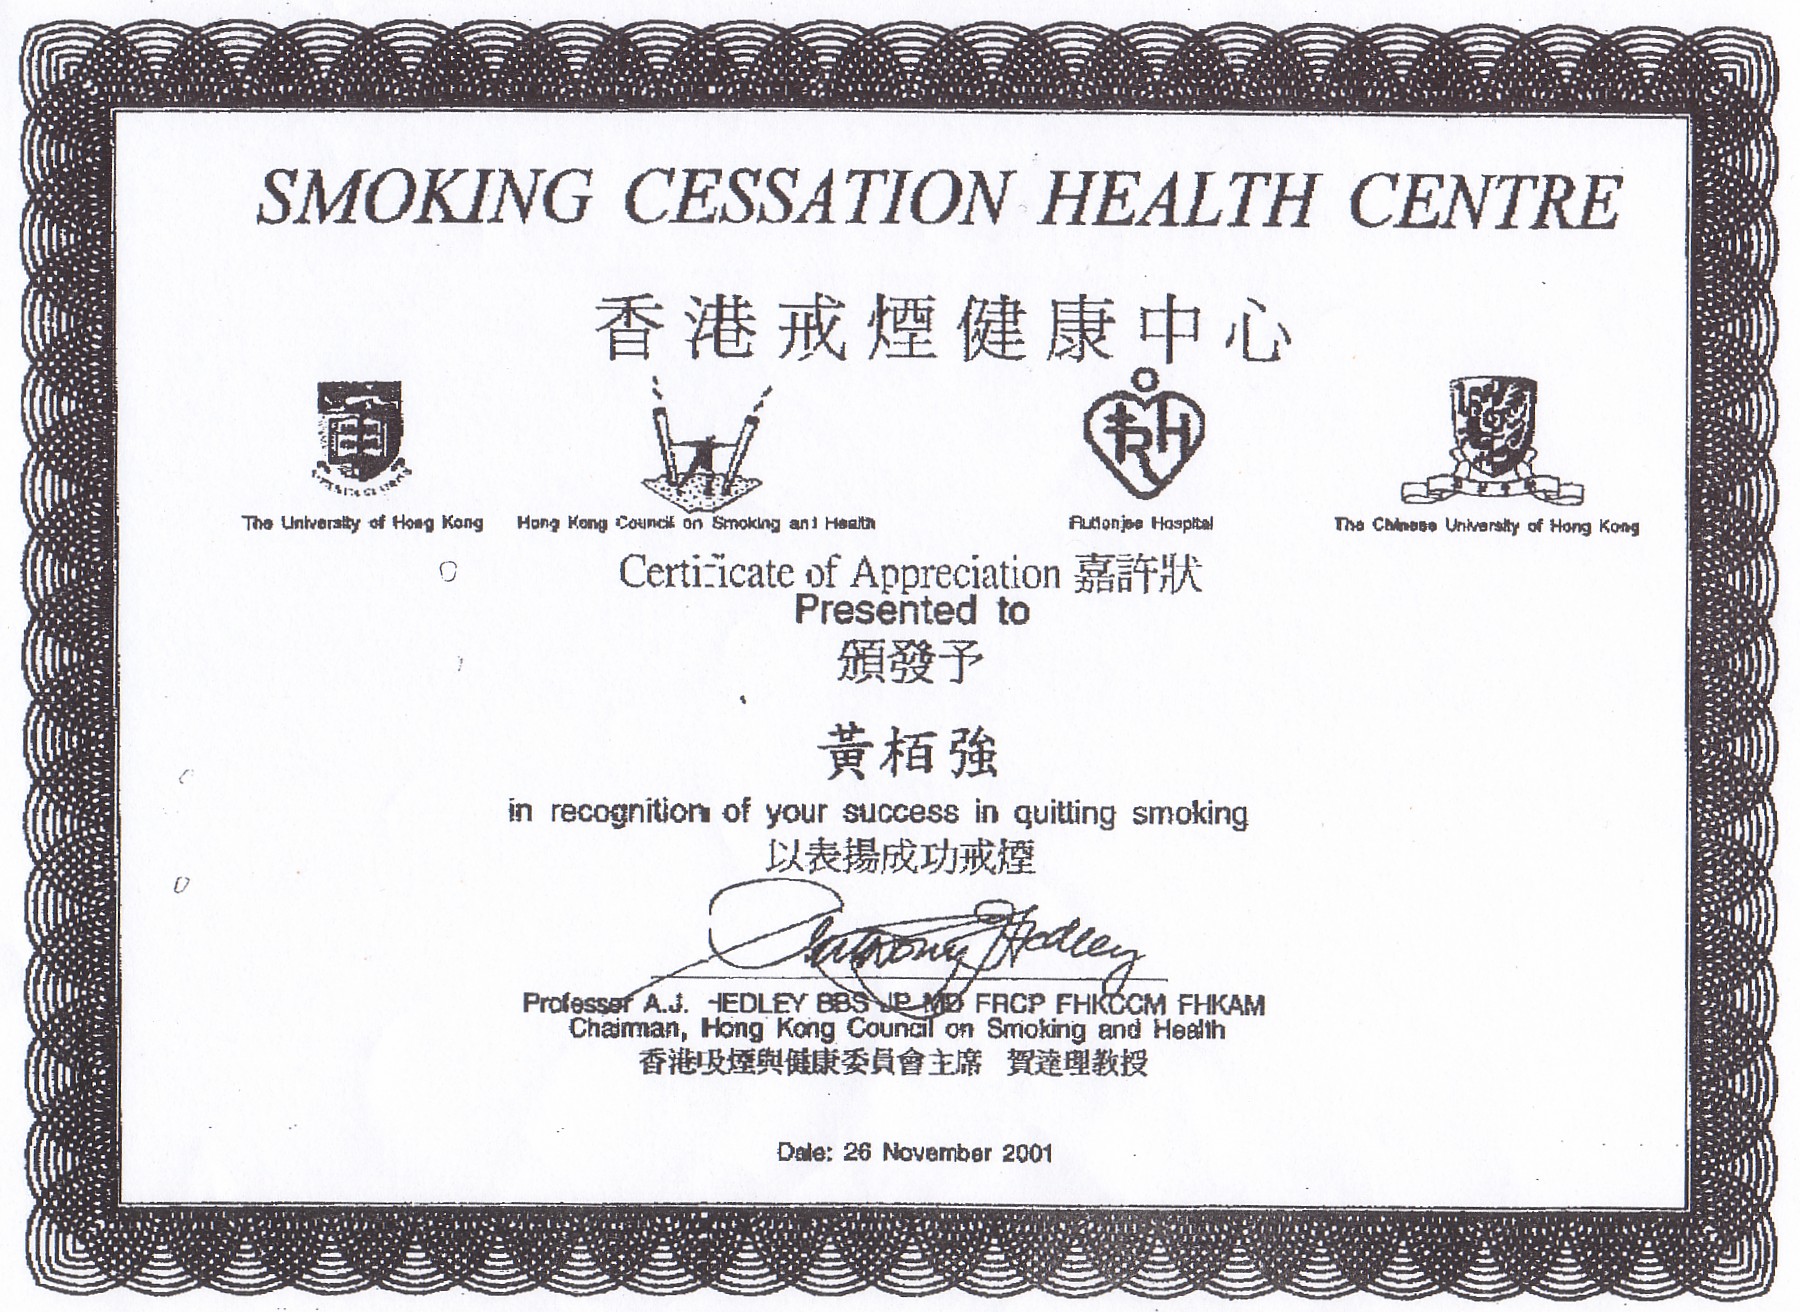 SMOKING CESSATION HEALTH CENTRE
香港戒煙健康中心
The University of Hong Kong
Hong Kong Council on Smoking and Health
RH
Ruttonjee Hospital
The Chinese University of Hong Kong
Certificate of Appreciation 嘉許狀
Presented to
頒發予
黃栢強
in recognition of your success in quitting smoking
以表揚成功戒煙
Anthony Hedley
Professor A.J. HEDLEY BBS JP MD FRCP FHKCCM FHKAM
Chairman, Hong Kong Council on Smoking and Health
香港吸煙與健康委員會主席 賀達理教授
Date: 26 November 2001